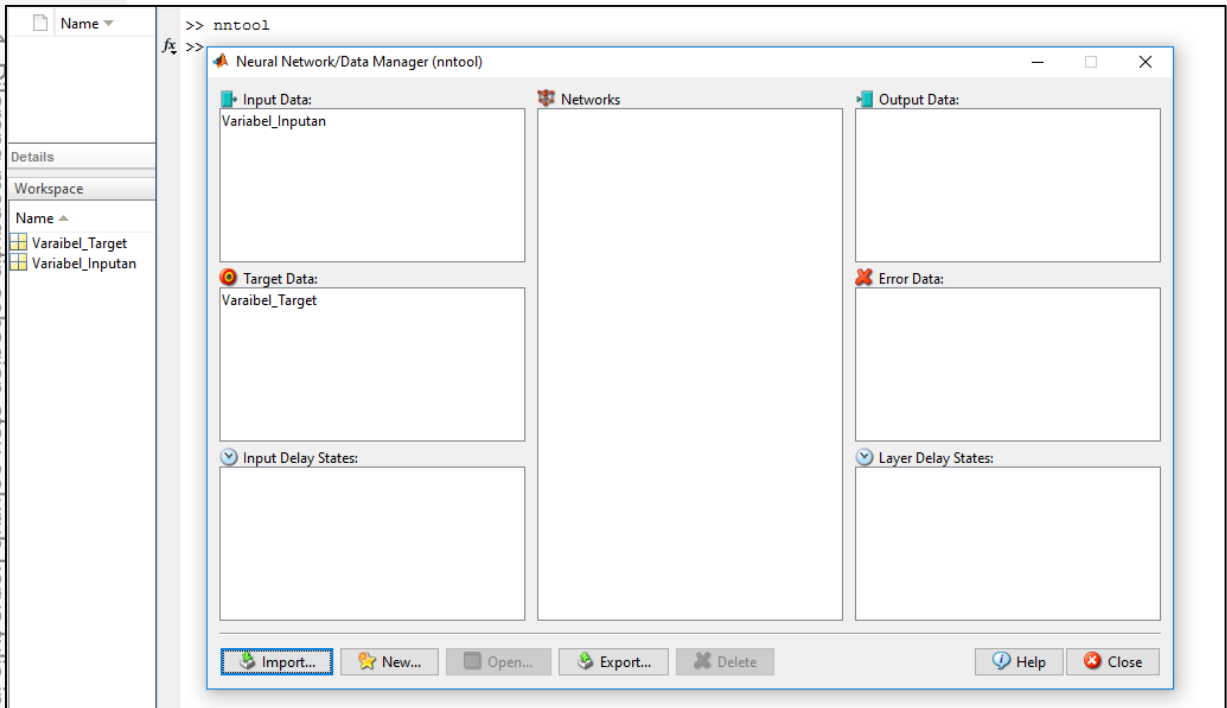 Name
>> nntool
fx >>
Details
Workspace
Name
Varaibel_Target
Variabel_Inputan
Neural Network/Data Manager (nntool)
Input Data:
Variabel_Inputan
Networks
Output Data:
Target Data:
Varaibel_Target
Error Data:
Input Delay States:
Layer Delay States:
Import...
New...
Open...
Export...
Delete
Help
Close